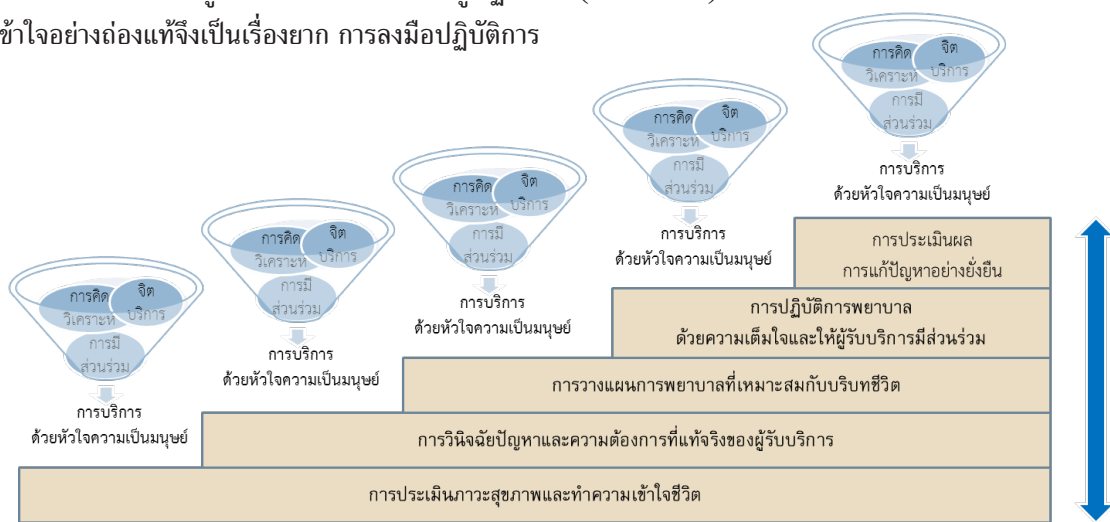 ข้าใจอย่างถ่องแท้จึงเป็นเรื่องยาก การลงมือปฏิบัติการ
การคิด
วิเคราะห์
จิต
บริการ
การมี
ส่วนร่วม
การบริการ
ด้วยหัวใจความเป็นมนุษย์
การคิด
วิเคราะห์
จิต
บริการ
การมี
ส่วนร่วม
การบริการ
ด้วยหัวใจความเป็นมนุษย์
การคิด
วิเคราะห์
จิต
บริการ
การมี
ส่วนร่วม
การบริการ
ด้วยหัวใจความเป็นมนุษย์
การคิด
วิเคราะห์
จิต
บริการ
การมี
ส่วนร่วม
การบริการ
ด้วยหัวใจความเป็นมนุษย์
การคิด
วิเคราะห์
จิต
บริการ
การมี
ส่วนร่วม
การบริการ
ด้วยหัวใจความเป็นมนุษย์
การประเมินผล
การแก้ปัญหาอย่างยั่งยืน
การปฏิบัติการพยาบาล
ด้วยความเต็มใจและให้ผู้รับบริการมีส่วนร่วม
การวางแผนการพยาบาลที่เหมาะสมกับบริบทชีวิต
การวินิจฉัยปัญหาและความต้องการที่แท้จริงของผู้รับบริการ
การประเมินภาวะสุขภาพและทำความเข้าใจชีวิต